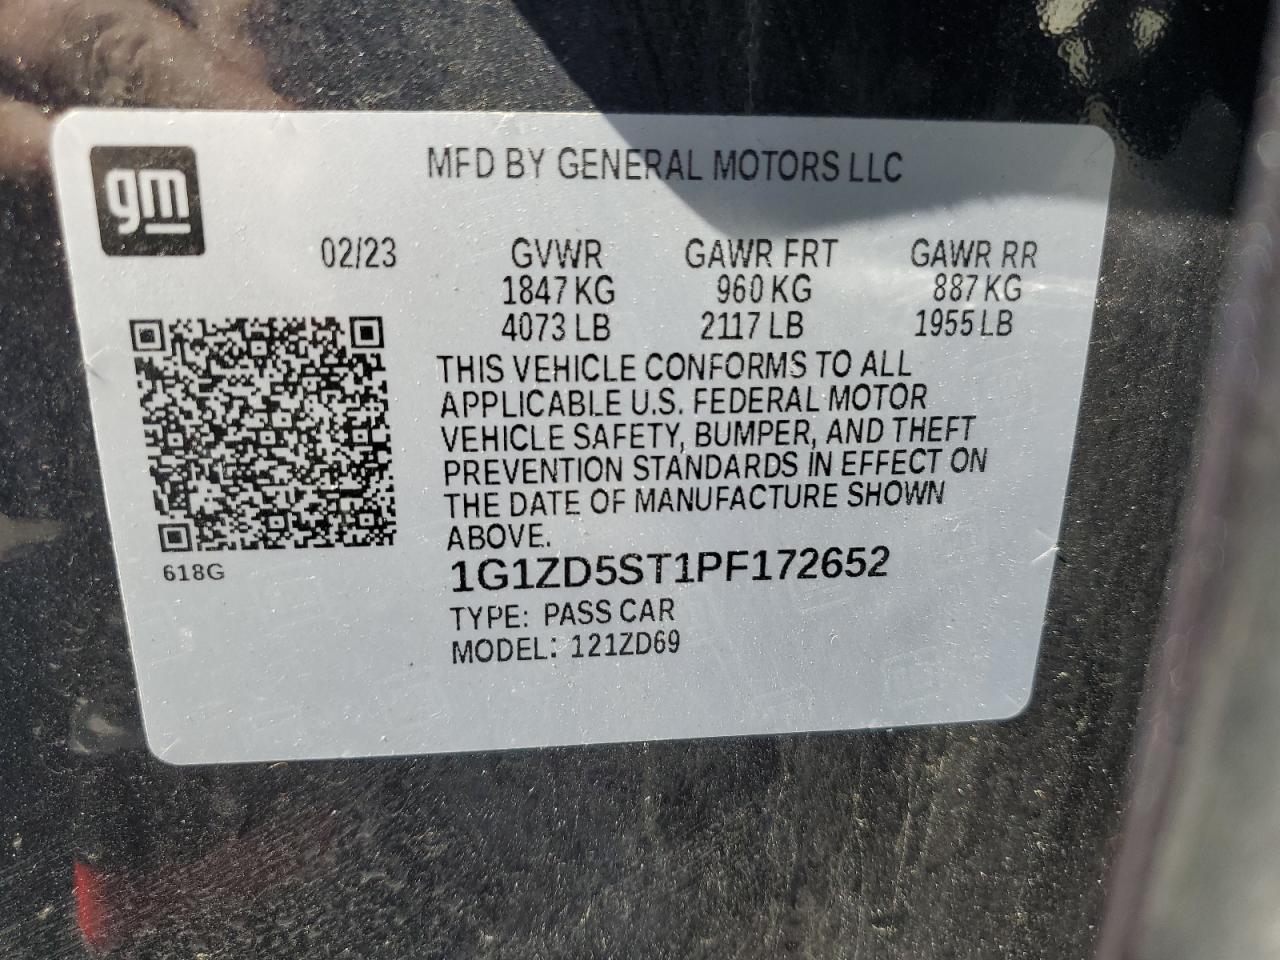 gm
MFD BY GENERAL MOTORS LLC
02/23 GVWR GAWR FRT GAWR RR
1847 KG 960 KG 887 KG
4073 LB 2117 LB 1955 LB
THIS VEHICLE CONFORMS TO ALL
APPLICABLE U.S. FEDERAL MOTOR
VEHICLE SAFETY, BUMPER, AND THEFT
PREVENTION STANDARDS IN EFFECT ON
THE DATE OF MANUFACTURE SHOWN
ABOVE.
618G
1G1ZD5ST1PF172652
TYPE: PASS CAR
MODEL: 121ZD69